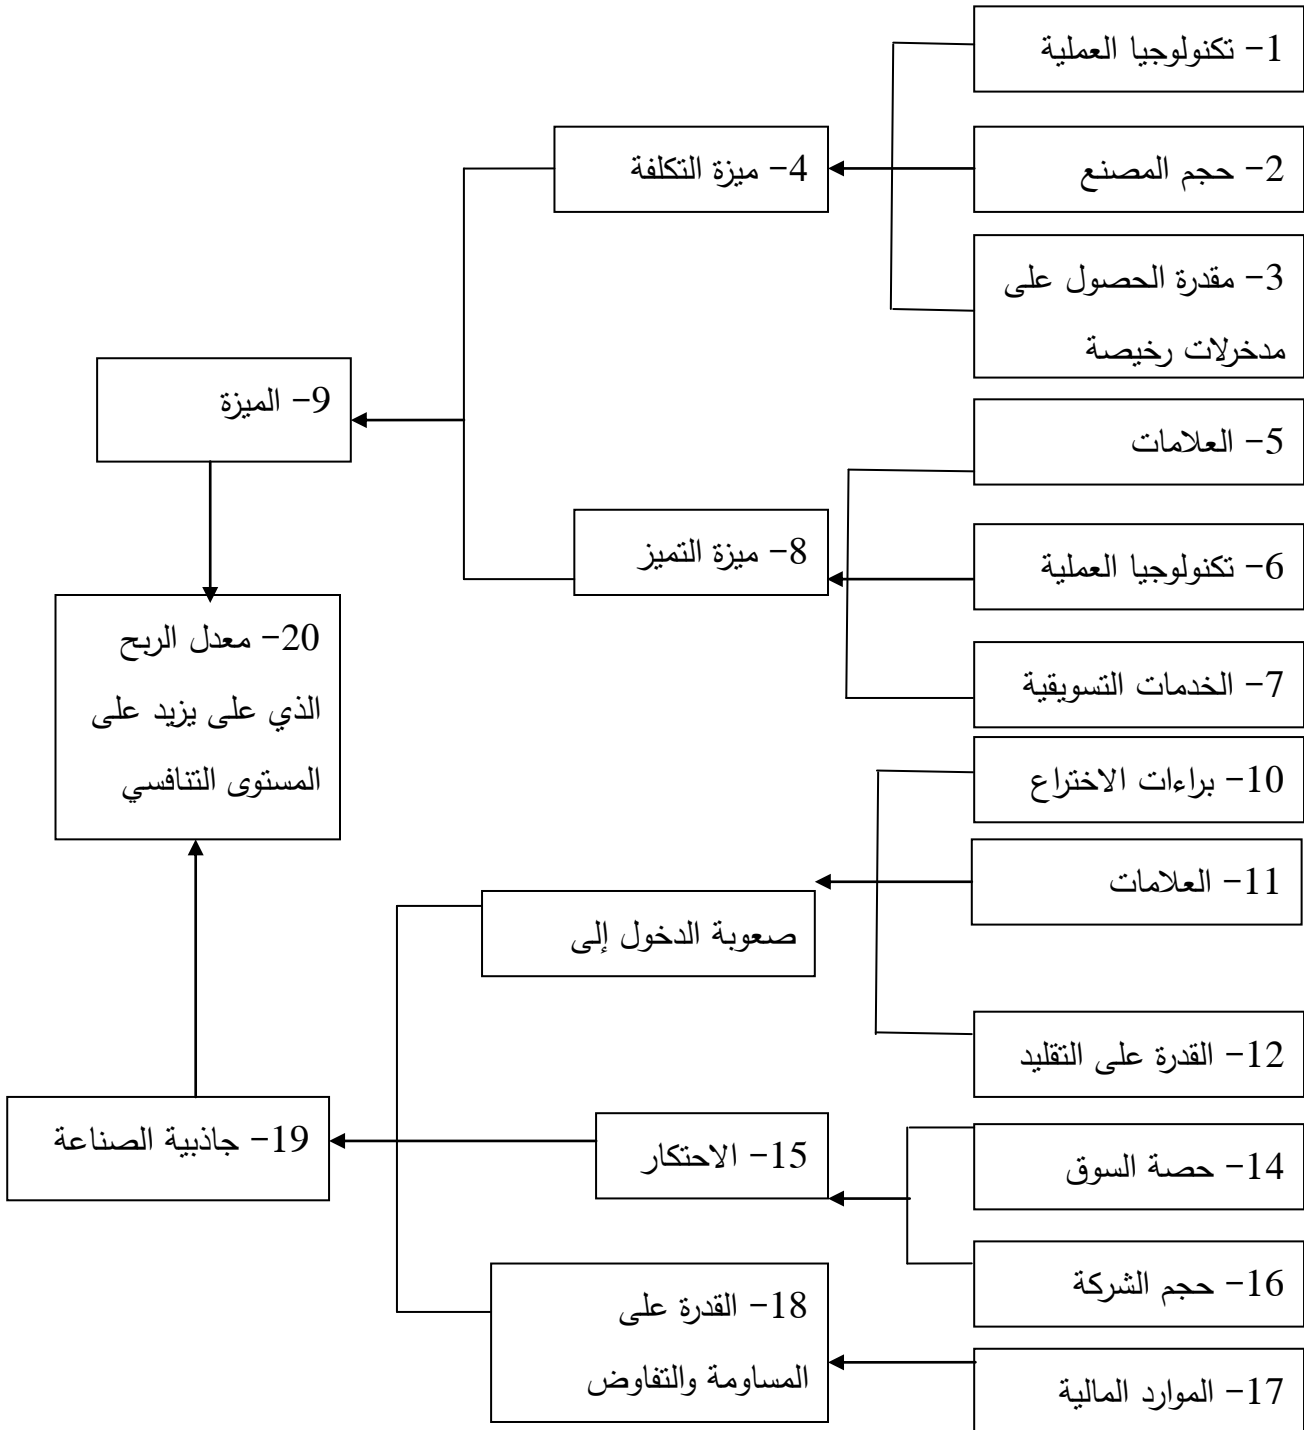 1- تكنولوجيا العملية
2- حجم المصنع
3- مقدرة الحصول على
مدخرلات رخيصة
4- ميزة التكلفة
5- العلامات
6- تكنولوجيا العملية
7- الخدمات التسويقية
8- ميزة التميز
9- الميزة
10- براءات الاختراع
11- العلامات
12- القدرة على التقليد
صعوبة الدخول إلى
14- حصة السوق
15- الاحتكار
16- حجم الشركة
17- الموارد المالية
18- القدرة على
المساومة والتفاوض
19- جاذبية الصناعة
20- معدل الربح
الذي على يزيد على
المستوى التنافسي